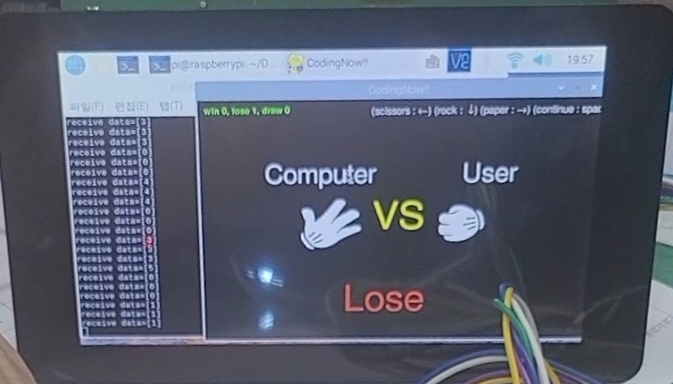 pi@raspberrypi: ~/D... CodingNow!! V2 19:57
CodingNow!!
파일(F) 편집(E) 탭(T)
win 0, lose 1, draw 0 (scissors : ←) (rock : ↓) (paper : →) (continue : spac
receive data=[3]
receive data=[3]
receive data=[3]
receive data=[0]
receive data=[0]
receive data=[0]
receive data=[4]
receive data=[4]
receive data=[4]
receive data=[0]
receive data=[0]
receive data=[0]
receive data=[3]
receive data=[3]
receive data=[3]
receive data=[5]
receive data=[0]
receive data=[0]
receive data=[0]
receive data=[1]
receive data=[1]
receive data=[1]
Computer User
VS
Lose